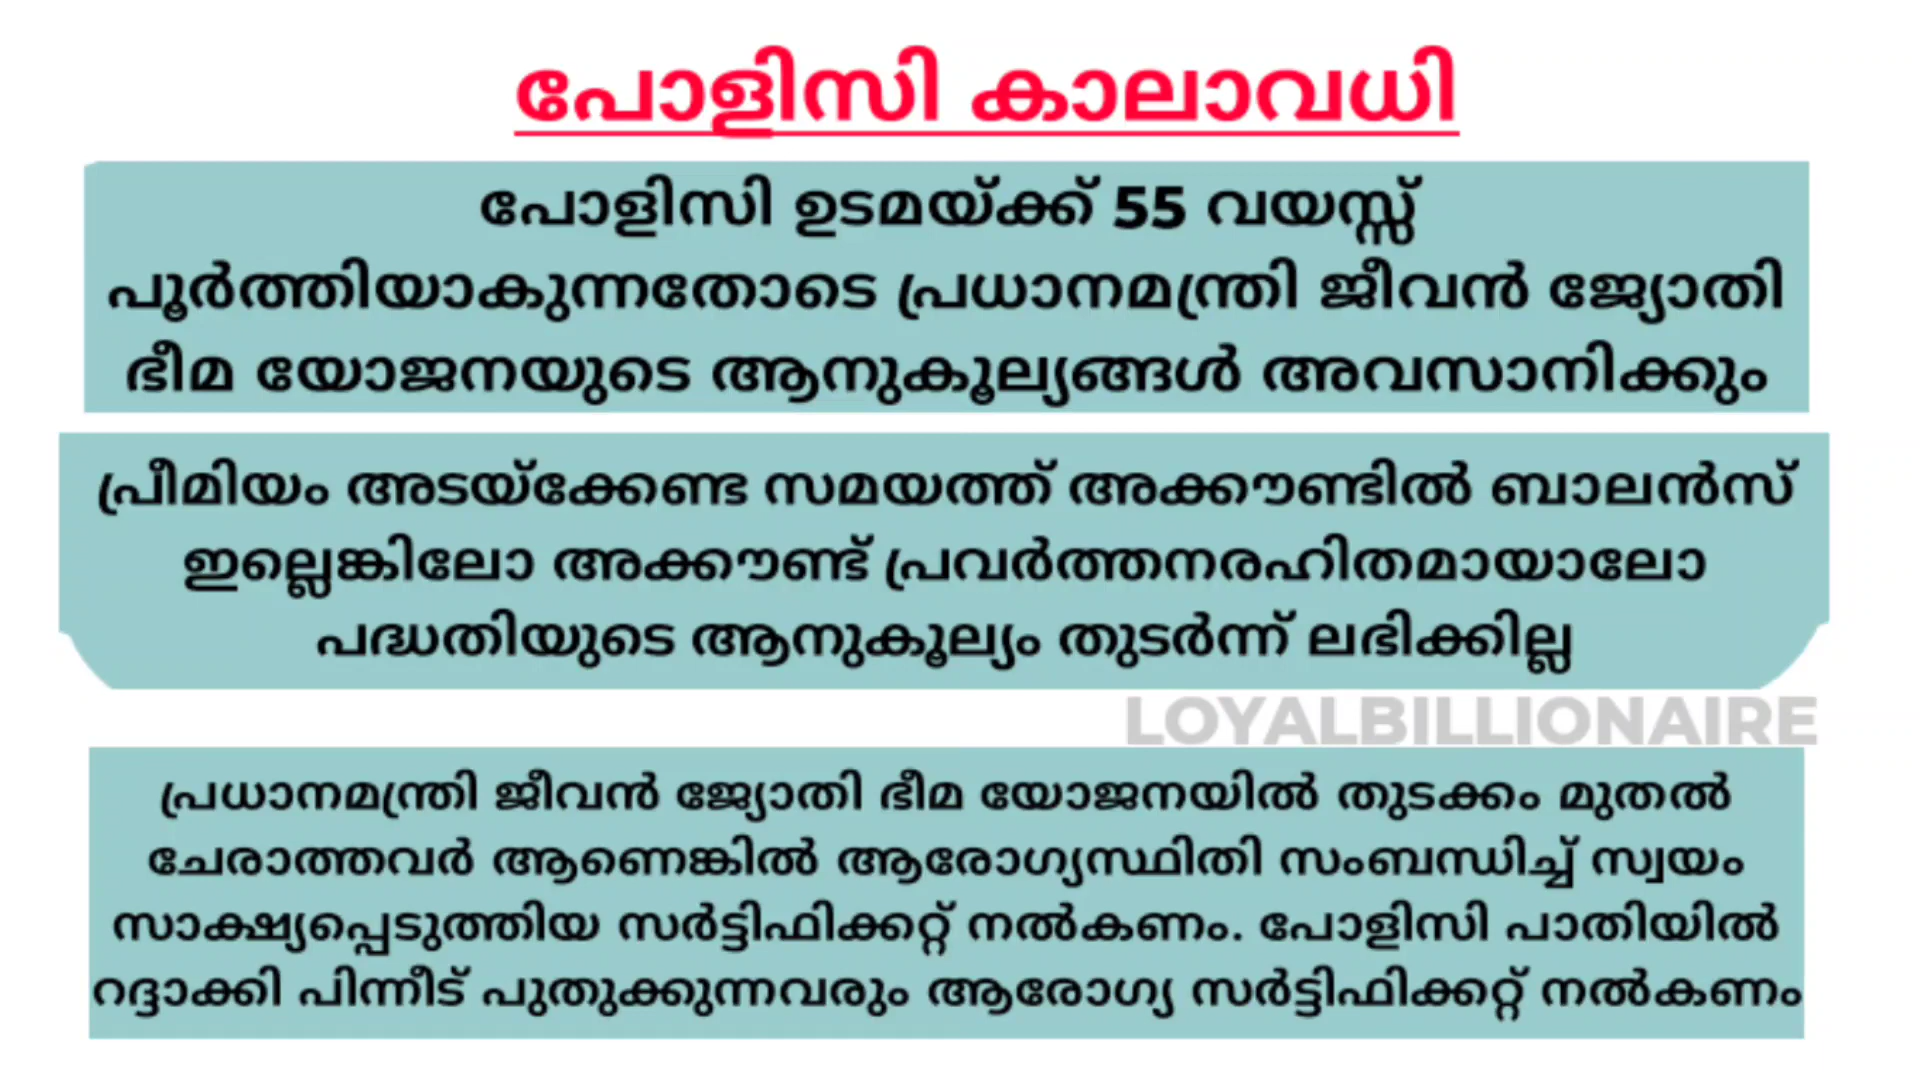 പോളിസി കാലാവധി
പോളിസി ഉടമയ്ക്ക് 55 വയസ്സ്
പൂർത്തിയാകുന്നതോടെ പ്രധാനമന്ത്രി ജീവൻ ജ്യോതി
ഭീമ യോജനയുടെ ആനുകൂല്യങ്ങൾ അവസാനിക്കും
പ്രീമിയം അടയ്ക്കേണ്ട സമയത്ത് അക്കൗണ്ടിൽ ബാലൻസ്
ഇല്ലെങ്കിലോ അക്കൗണ്ട് പ്രവർത്തനരഹിതമായാലോ
പദ്ധതിയുടെ ആനുകൂല്യം തുടർന്ന് ലഭിക്കില്ല
LOYALBILLIONAIRE
പ്രധാനമന്ത്രി ജീവൻ ജ്യോതി ഭീമ യോജനയിൽ തുടക്കം മുതൽ
ചേരാത്തവർ ആണെങ്കിൽ ആരോഗ്യസ്ഥിതി സംബന്ധിച്ച് സ്വയം
സാക്ഷ്യപ്പെടുത്തിയ സർട്ടിഫിക്കറ്റ് നൽകണം. പോളിസി പാതിയിൽ
റദ്ദാക്കി പിന്നീട് പുതുക്കുന്നവരും ആരോഗ്യ സർട്ടിഫിക്കറ്റ് നൽകണം